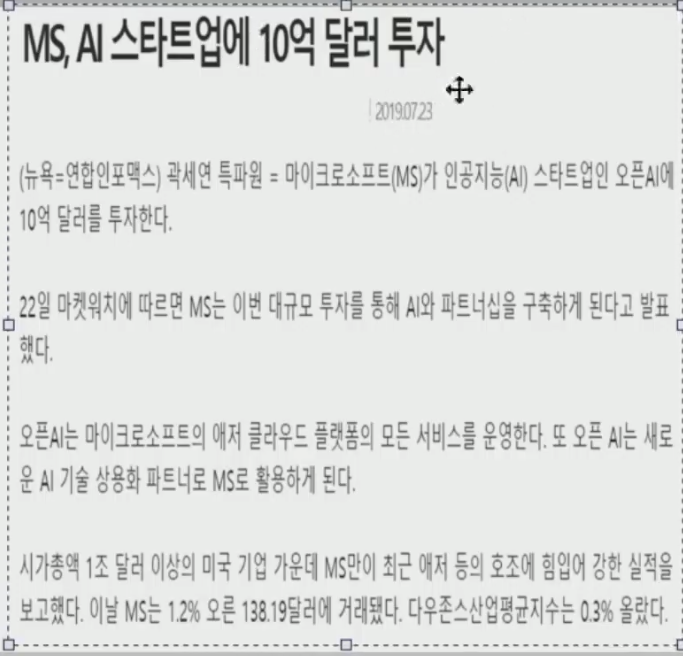 MS, AI 스타트업에 10억 달러 투자
2019.07.23
(뉴욕=연합인포맥스) 곽세연 특파원 = 마이크로소프트(MS)가 인공지능(AI) 스타트업인 오픈AI에
10억 달러를 투자한다.
22일 마켓워치에 따르면 MS는 이번 대규모 투자를 통해 AI와 파트너십을 구축하게 된다고 발표
했다.
오픈AI는 마이크로소프트의 애저 클라우드 플랫폼의 모든 서비스를 운영한다. 또 오픈 AI는 새로
운 AI 기술 상용화 파트너로 MS로 활용하게 된다.
시가총액 1조 달러 이상의 미국 기업 가운데 MS만이 최근 애저 등의 호조에 힘입어 강한 실적을
보고했다. 이날 MS는 1.2% 오른 138.19달러에 거래됐다. 다우존스산업평균지수는 0.3% 올랐다.